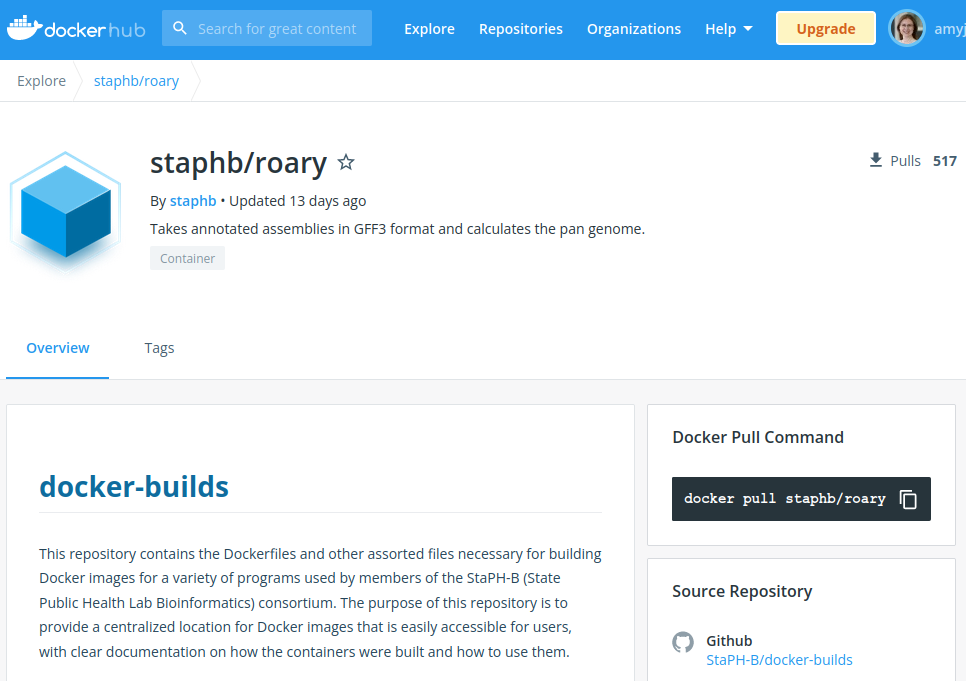 docker hub
Search for great content
Explore
Repositories
Organizations
Help
Upgrade
amyj
Explore
staphb/roary
staphb/roary
Pulls 517
By staphb • Updated 13 days ago
Takes annotated assemblies in GFF3 format and calculates the pan genome.
Container
Overview
Tags
docker-builds
This repository contains the Dockerfiles and other assorted files necessary for building
Docker images for a variety of programs used by members of the StaPH-B (State
Public Health Lab Bioinformatics) consortium. The purpose of this repository is to
provide a centralized location for Docker images that is easily accessible for users,
with clear documentation on how the containers were built and how to use them.
Docker Pull Command
docker pull staphb/roary
Source Repository
Github
StaPH-B/docker-builds